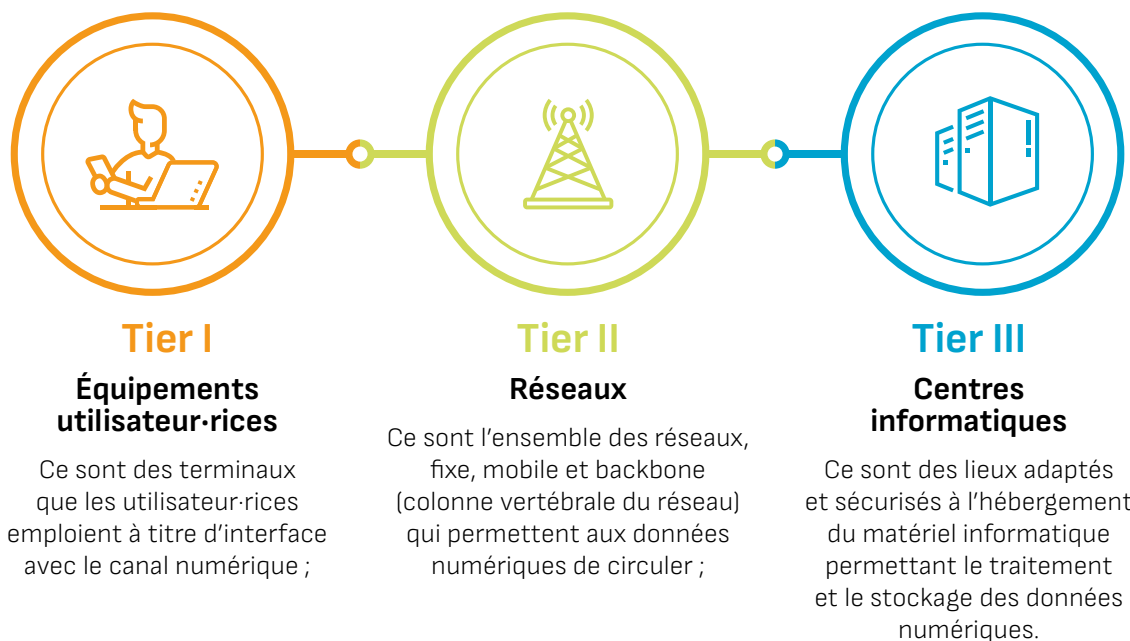 Tier I
Équipements
utilisateur·rices
Ce sont des terminaux
que les utilisateur·rices
emploient à titre d’interface
avec le canal numérique ;
Tier II
Réseaux
Ce sont l’ensemble des réseaux,
fixe, mobile et backbone
(colonne vertébrale du réseau)
qui permettent aux données
numériques de circuler ;
Tier III
Centres
informatiques
Ce sont des lieux adaptés
et sécurisés à l’hébergement
du matériel informatique
permettant le traitement
et le stockage des données
numériques.